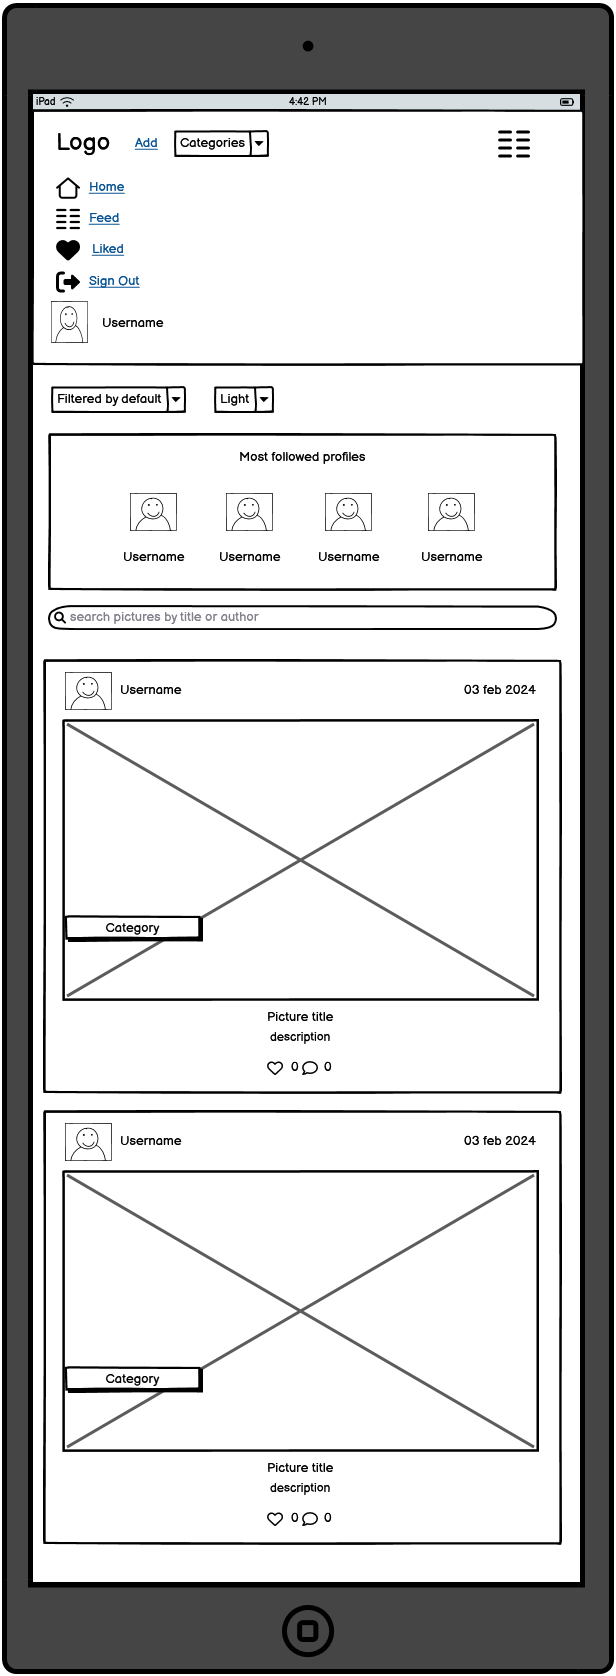 iPad 4:42 PM
Logo Add Categories
Home
Feed
Liked
Sign Out
Username
Filtered by default Light
Most followed profiles
Username Username Username Username
search pictures by title or author
Username 03 feb 2024
Category
Picture title
description
0 0
Username 03 feb 2024
Category
Picture title
description
0 0